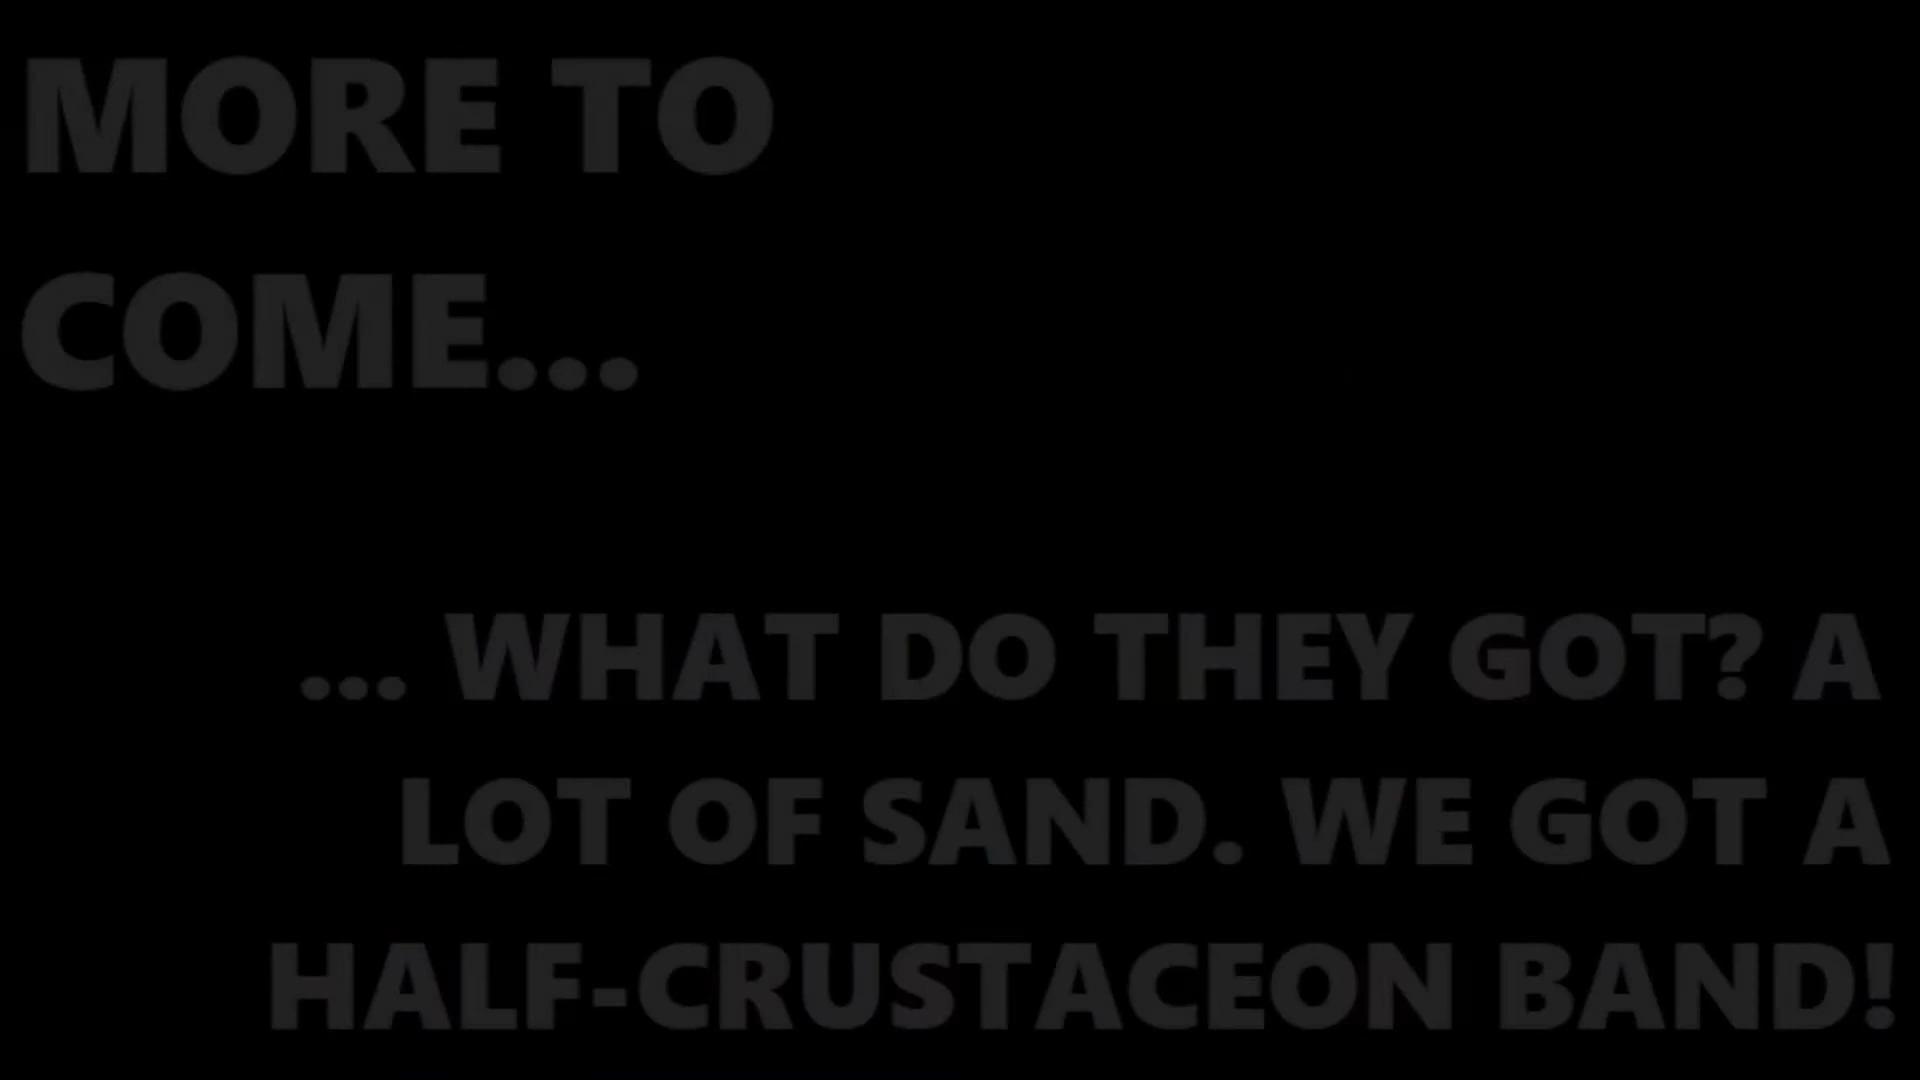 MORE TO
COME...
... WHAT DO THEY GOT? A
LOT OF SAND. WE GOT A
HALF-CRUSTACEON BAND!